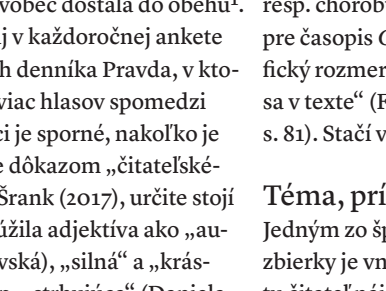 vôbec dostala do obehu¹.
j v každoročnej ankete
h denníka Pravda, v kto-
viac hlasov spomedzi
i je sporné, nakoľko je
e dôkazom „čitateľské-
Šrank (2017), určite stojí
úžila adjektíva ako „au-
vská), „silná“ a „krás-
resp. chorob
pre časopis
fický rozmer
sa v texte“ (
s. 81). Stačí v
Téma, prí
Jedným zo šp
zbierky je vn